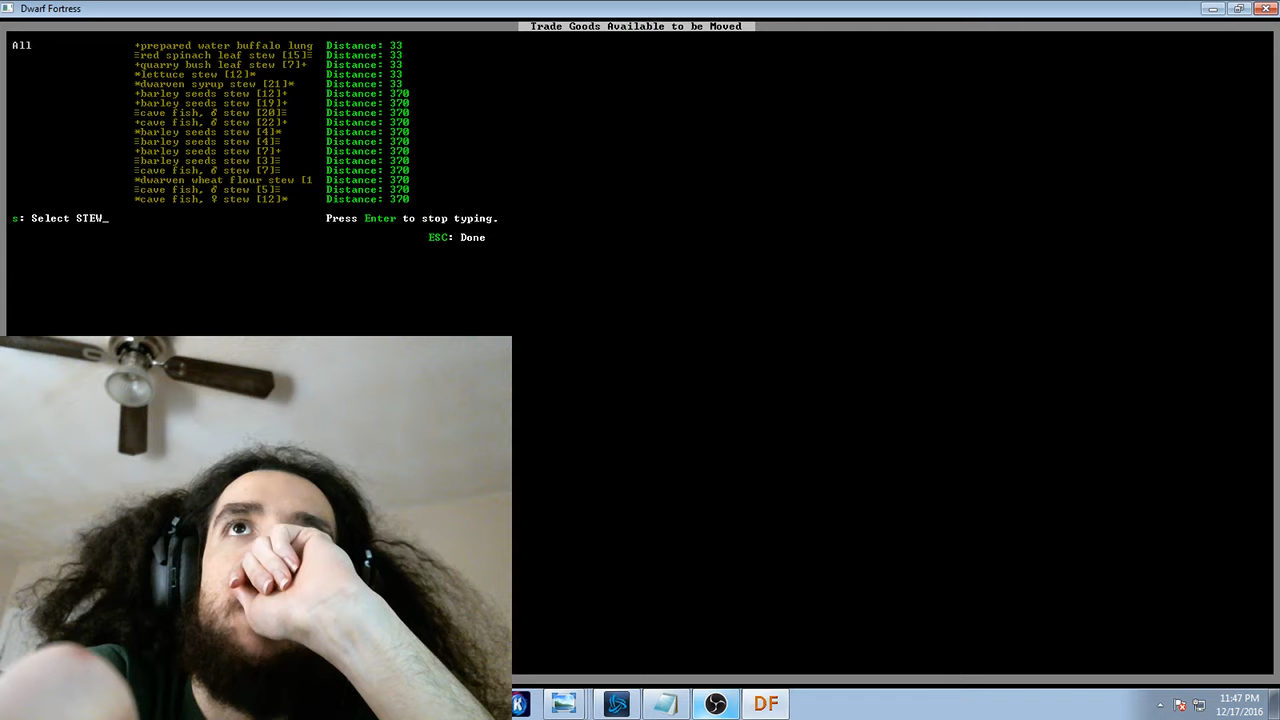 Dwarf Fortress
Trade Goods Available to be Moved
All
+prepared water buffalo lung Distance: 33
≡red spinach leaf stew [15]≡ Distance: 33
+quarry bush leaf stew [7]+ Distance: 33
*lettuce stew [12]* Distance: 33
*dwarven syrup stew [21]* Distance: 33
+barley seeds stew [12]+ Distance: 370
+barley seeds stew [19]+ Distance: 370
≡cave fish, ♂ stew [20]≡ Distance: 370
+cave fish, ♂ stew [22]+ Distance: 370
*barley seeds stew [4]* Distance: 370
≡barley seeds stew [4]≡ Distance: 370
+barley seeds stew [7]+ Distance: 370
≡barley seeds stew [3]≡ Distance: 370
≡cave fish, ♂ stew [7]≡ Distance: 370
*dwarven wheat flour stew [1 Distance: 370
≡cave fish, ♂ stew [5]≡ Distance: 370
*cave fish, ♀ stew [12]* Distance: 370
s: Select STEW_ Press Enter to stop typing.
ESC: Done
K
DF
11:47 PM
12/17/2016